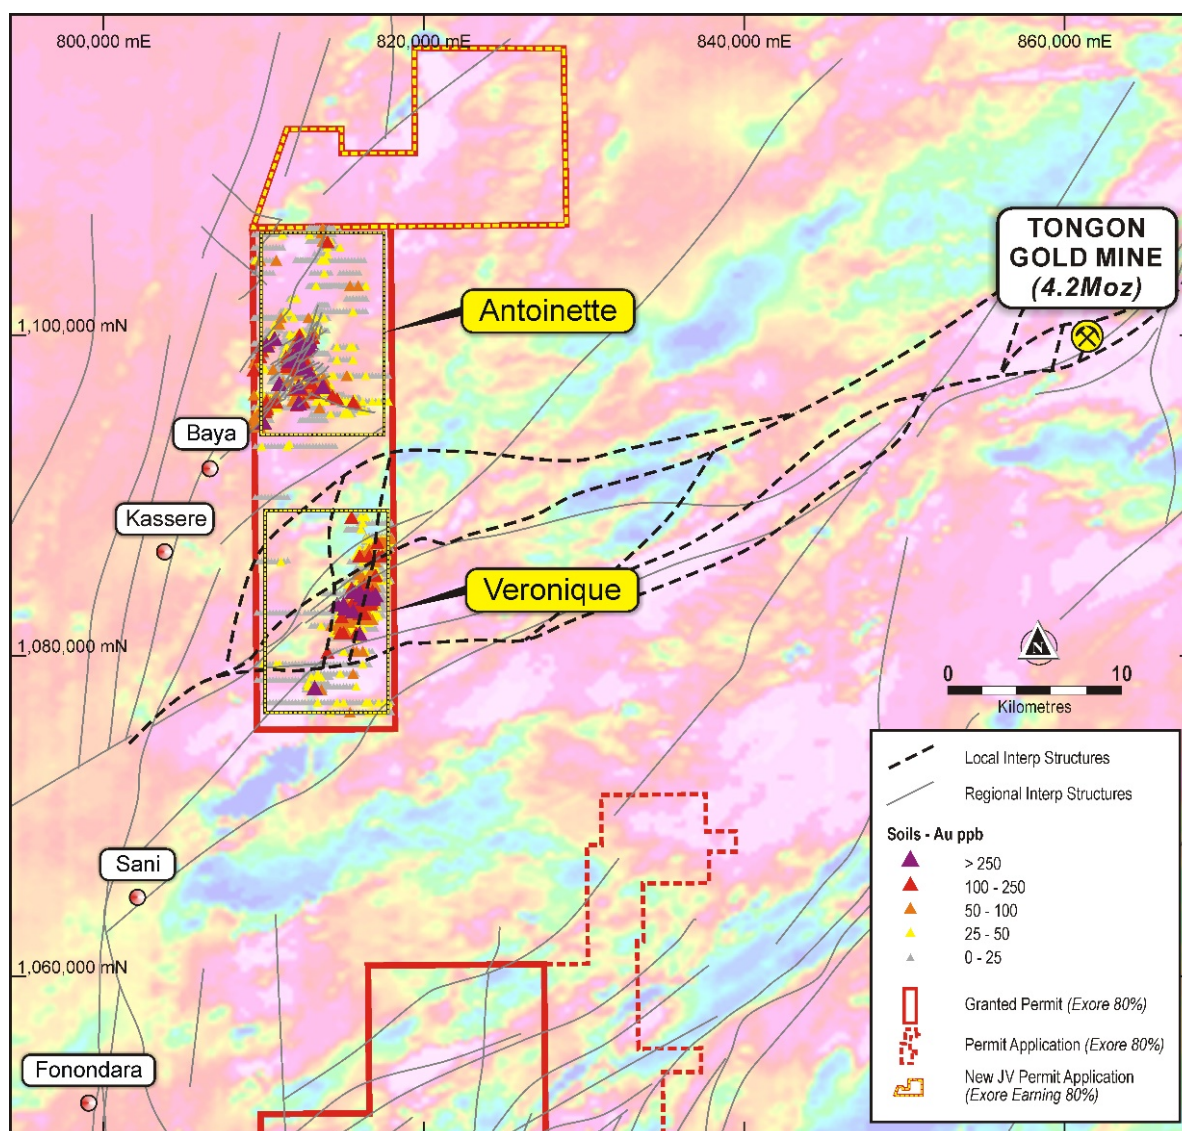 800,000 mE
820,000 mE
840,000 mE
860,000 mE
TONGON
GOLD MINE
(4.2Moz)
Antoinette
1,100,000 mN
Baya
Kassere
Veronique
1,080,000 mN
N
0
10
Kilometres
Local Interp Structures
Regional Interp Structures
Soils - Au ppb
> 250
100 - 250
50 - 100
25 - 50
0 - 25
Granted Permit (Exore 80%)
Permit Application (Exore 80%)
New JV Permit Application
(Exore Earning 80%)
Sani
1,060,000 mN
Fonondara